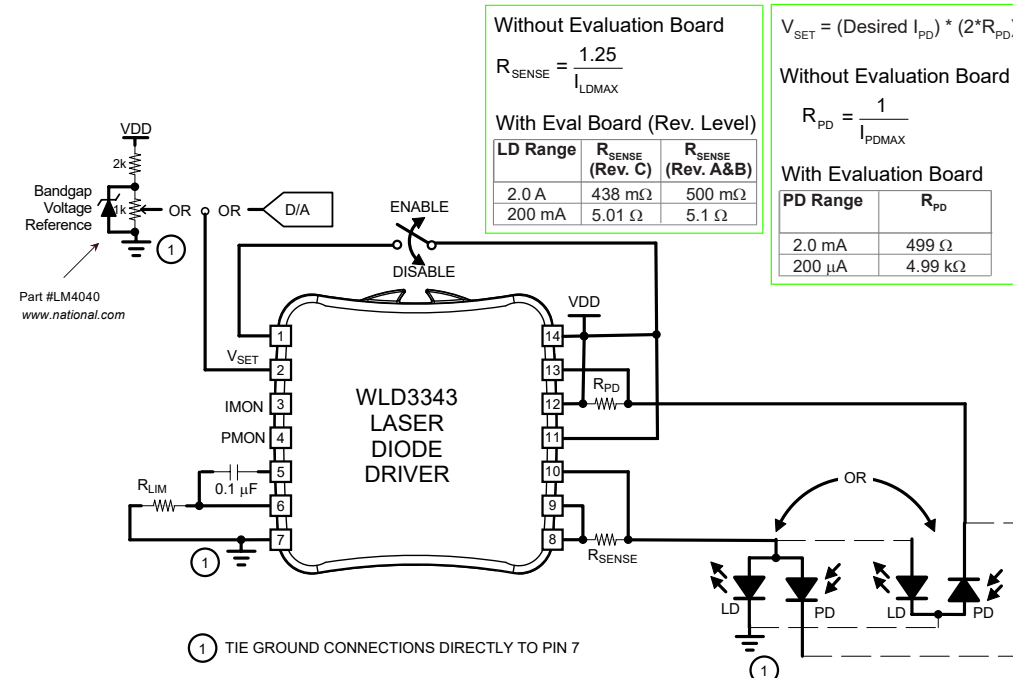 Without Evaluation Board
R_SENSE = 1.25 / I_LDMAX
With Eval Board (Rev. Level)
LD Range R_SENSE (Rev. C) R_SENSE (Rev. A&B)
2.0 A 438 mΩ 500 mΩ
200 mA 5.01 Ω 5.1 Ω
V_SET = (Desired I_PD) * (2*R_PD)
Without Evaluation Board
R_PD = 1 / I_PDMAX
With Evaluation Board
PD Range R_PD
2.0 mA 499 Ω
200 μA 4.99 kΩ
VDD
2k
Bandgap
Voltage
Reference
1k
OR
OR
D/A
1
Part #LM4040
www.national.com
ENABLE
DISABLE
VDD
1
V_SET
2
IMON
3
PMON
4
5
0.1 μF
R_LIM
6
7
1
WLD3343
LASER
DIODE
DRIVER
14
13
R_PD
12
11
10
9
8
R_SENSE
OR
LD
PD
LD
PD
1
1 TIE GROUND CONNECTIONS DIRECTLY TO PIN 7